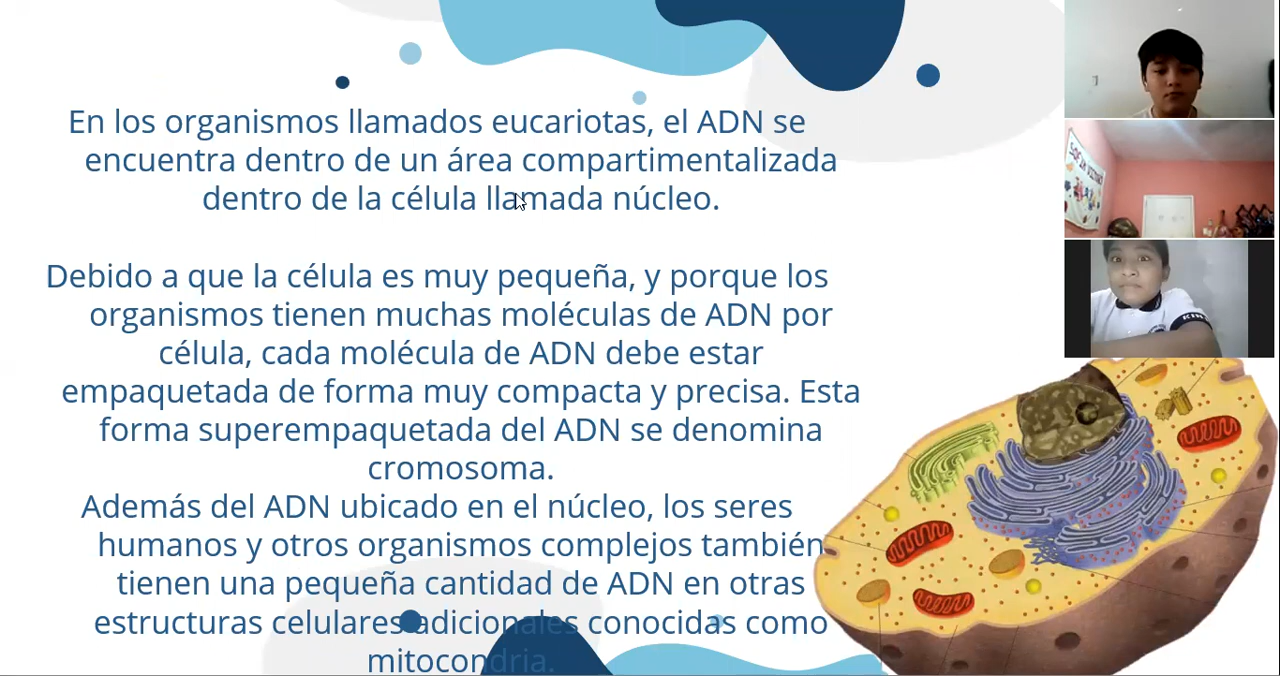 En los organismos llamados eucariotas, el ADN se
encuentra dentro de un área compartimentalizada
dentro de la célula llamada núcleo.
Debido a que la célula es muy pequeña, y porque los
organismos tienen muchas moléculas de ADN por
célula, cada molécula de ADN debe estar
empaquetada de forma muy compacta y precisa. Esta
forma superempaquetada del ADN se denomina
cromosoma.
Además del ADN ubicado en el núcleo, los seres
humanos y otros organismos complejos también
tienen una pequeña cantidad de ADN en otras
estructuras celulares adicionales conocidas como
mitocondria.